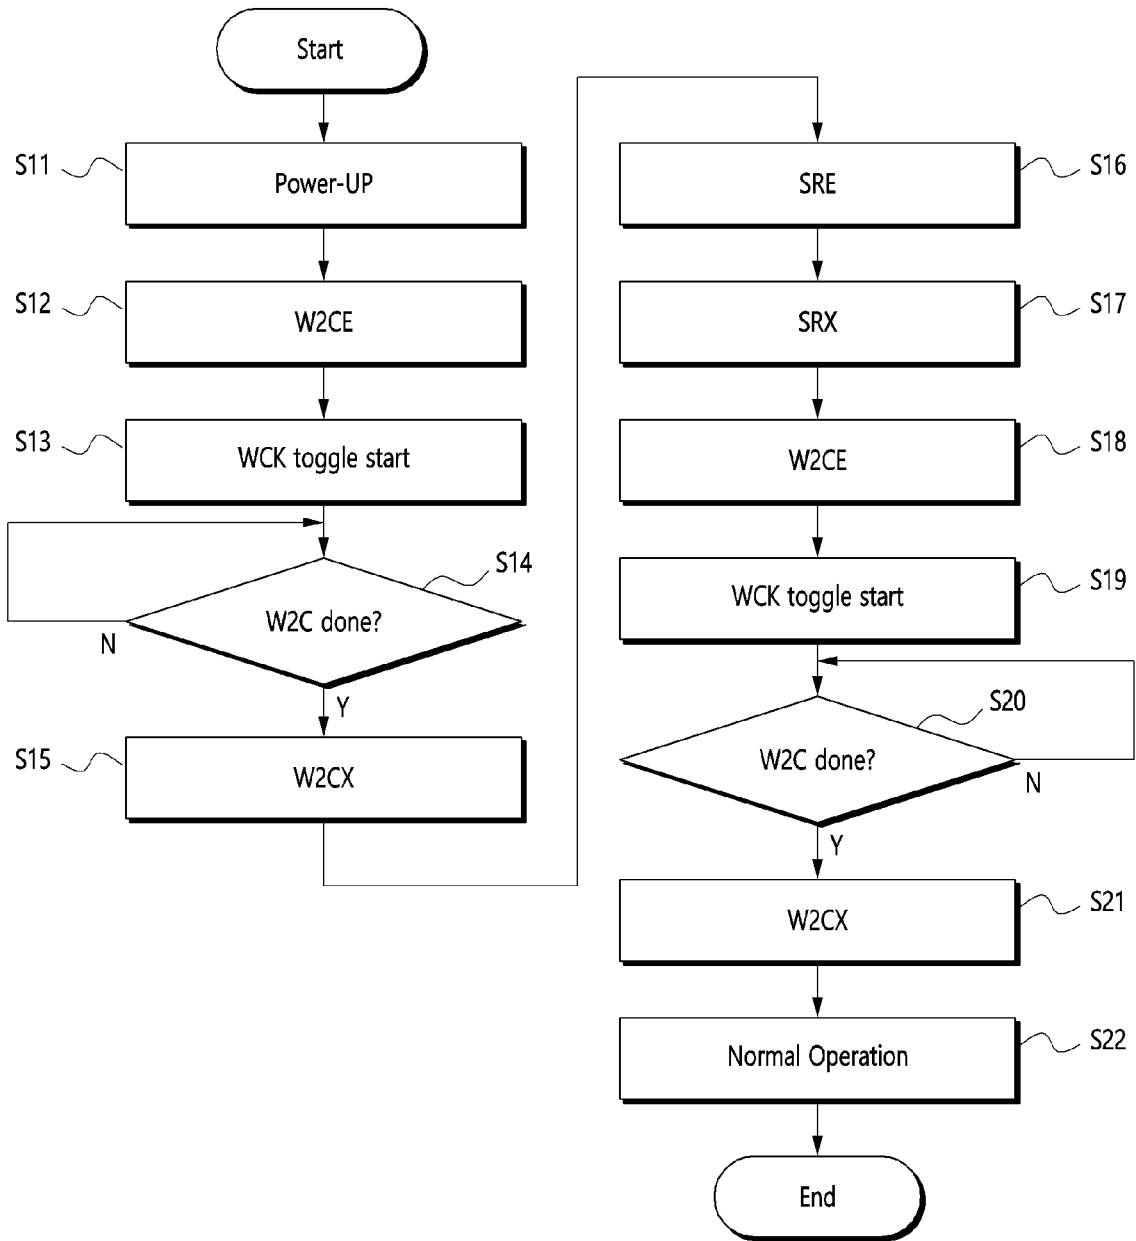 Start
S11
Power-UP
S12
W2CE
S13
WCK toggle start
S14
W2C done?
N
Y
S15
W2CX
SRE
S16
SRX
S17
W2CE
S18
WCK toggle start
S19
S20
W2C done?
N
Y
W2CX
S21
Normal Operation
S22
End